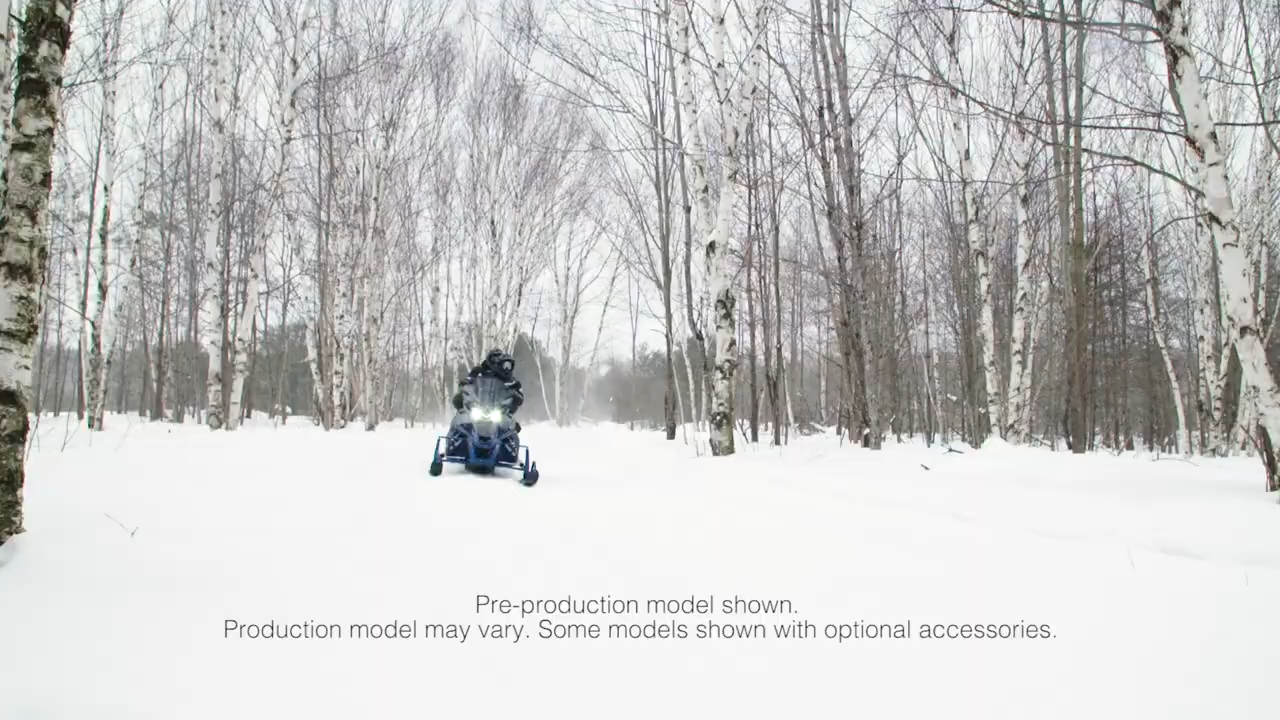 Pre-production model shown.
Production model may vary. Some models shown with optional accessories.